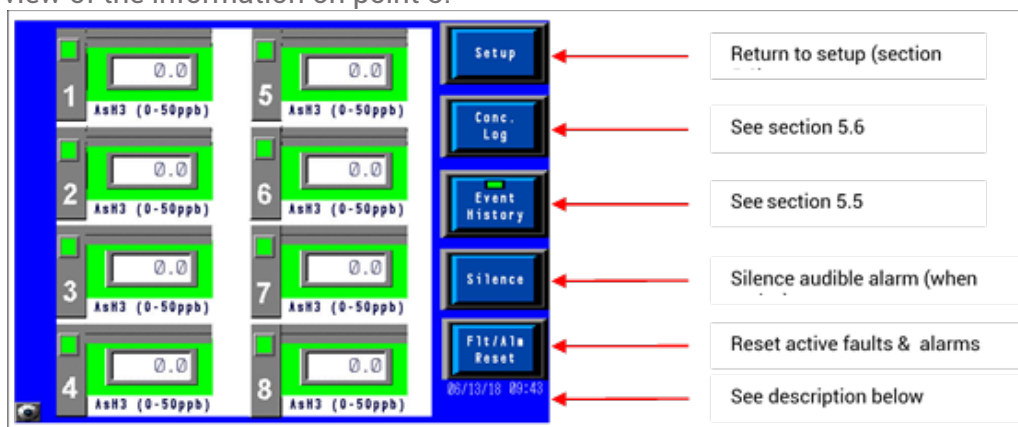 view of the information on point 8.
1
0.0
AsH3 (0-50ppb)
2
0.0
AsH3 (0-50ppb)
3
0.0
AsH3 (0-50ppb)
4
0.0
AsH3 (0-50ppb)
5
0.0
AsH3 (0-50ppb)
6
0.0
AsH3 (0-50ppb)
7
0.0
AsH3 (0-50ppb)
8
0.0
AsH3 (0-50ppb)
Setup
Conc.
Log
Event
History
Silence
Flt/Alm
Reset
06/13/18 09:43
Return to setup (section
See section 5.6
See section 5.5
Silence audible alarm (when
Reset active faults & alarms
See description below